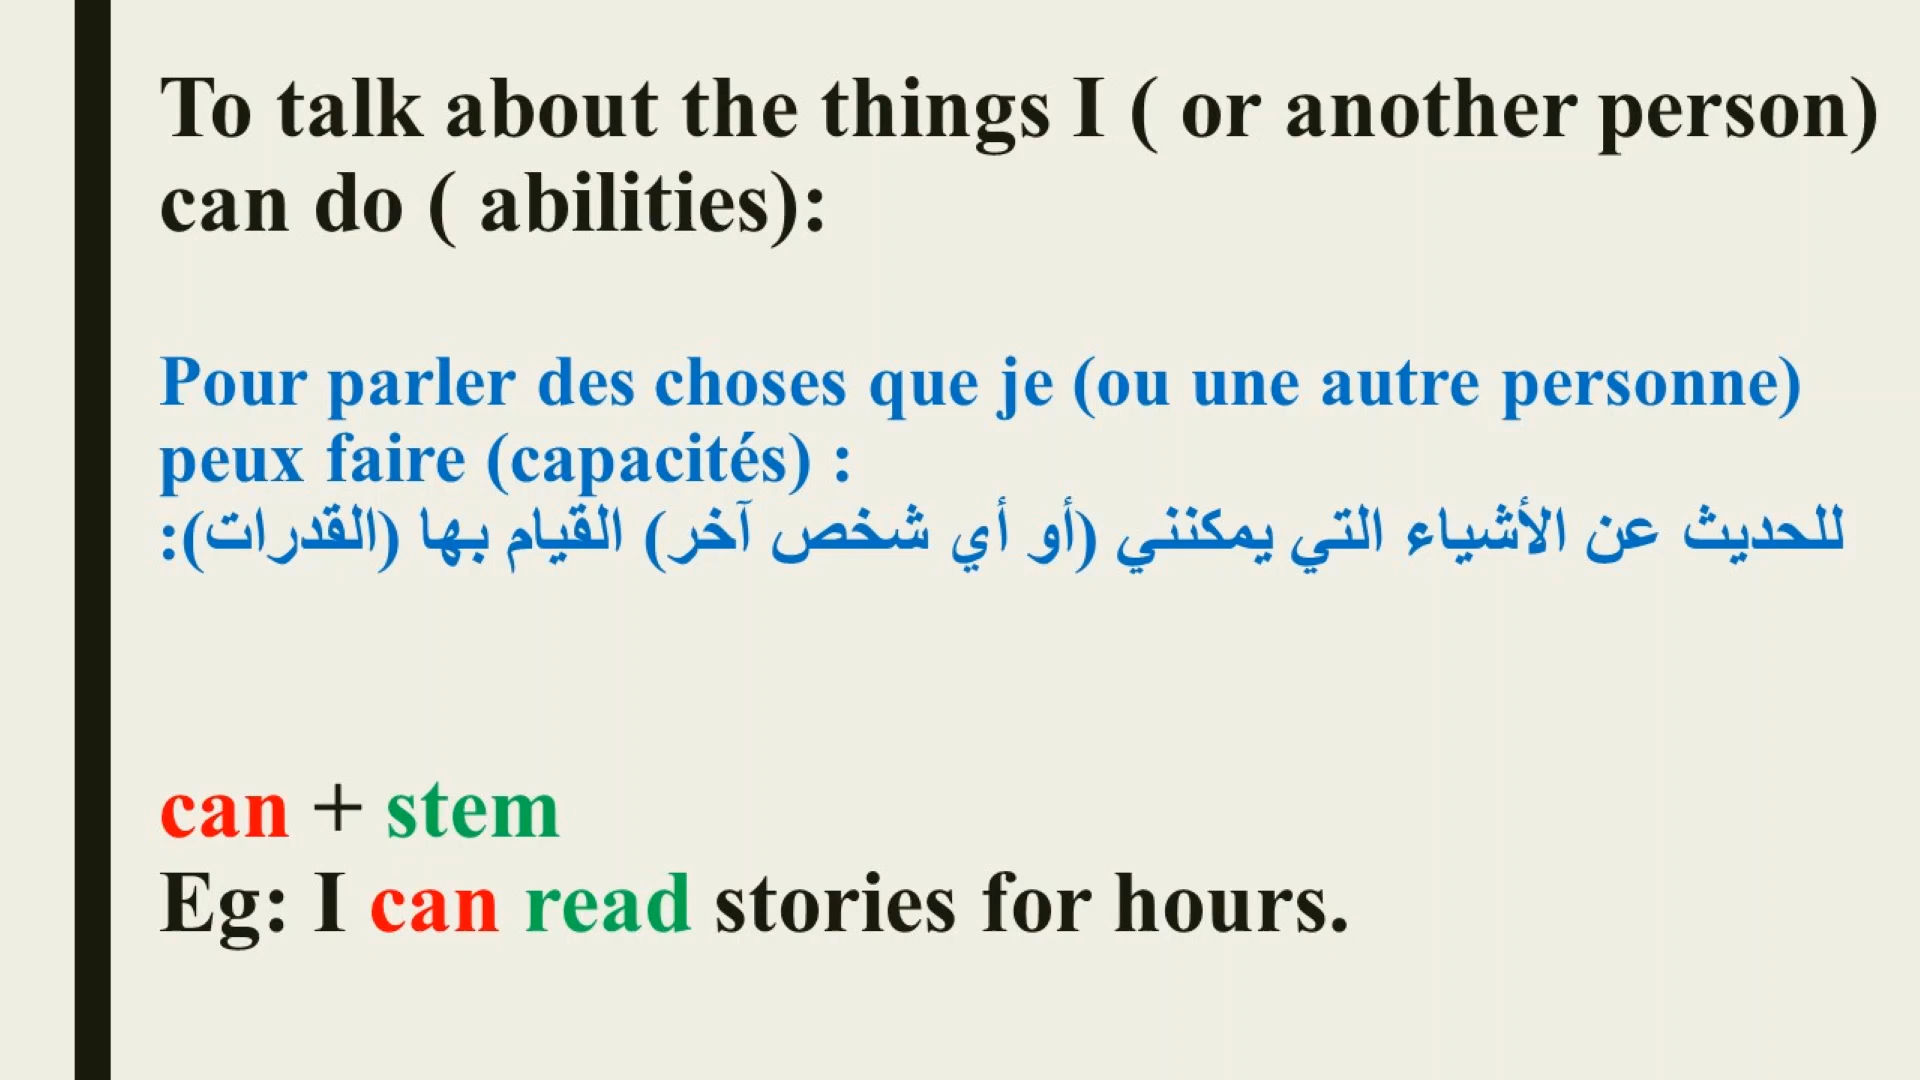 To talk about the things I ( or another person)
can do ( abilities):
Pour parler des choses que je (ou une autre personne)
peux faire (capacités) :
للحديث عن الأشياء التي يمكنني (أو أي شخص آخر) القيام بها (القدرات):
can + stem
Eg: I can read stories for hours.